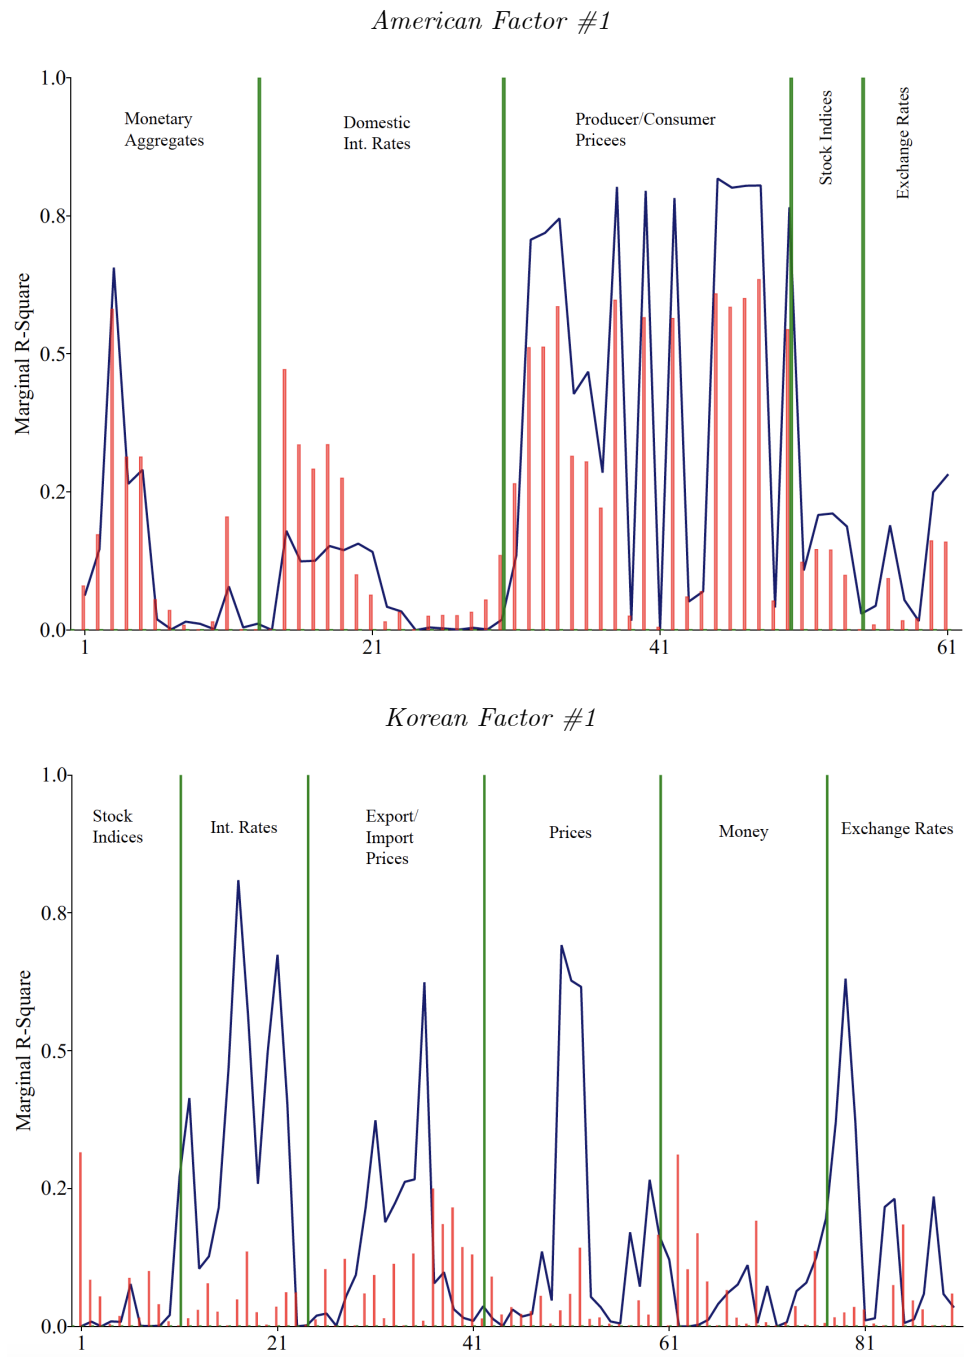 American Factor #1
1.0
Monetary
Aggregates
Domestic
Int. Rates
Producer/Consumer
Pricees
Stock Indices
Exchange Rates
0.8
Marginal R-Square
0.5
0.2
0.0
1 21 41 61
Korean Factor #1
1.0
Stock
Indices
Int. Rates
Export/
Import
Prices
Prices
Money
Exchange Rates
0.8
Marginal R-Square
0.5
0.2
0.0
1 21 41 61 81